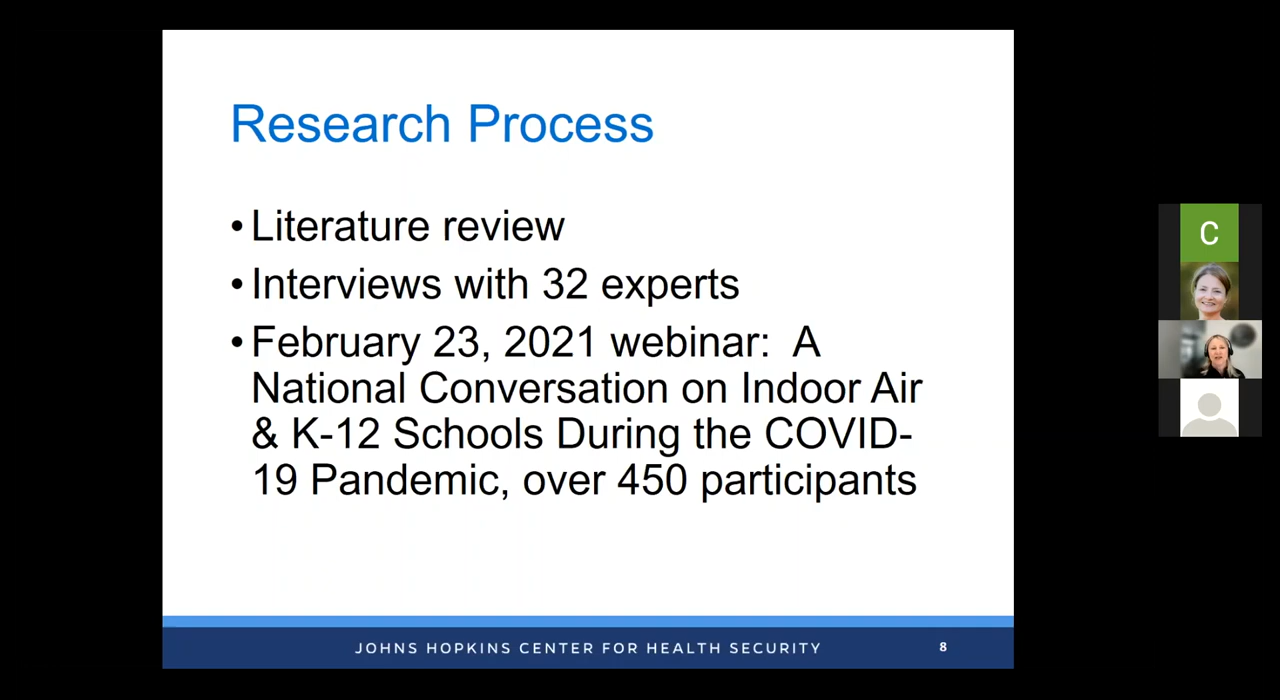 Research Process
• Literature review
• Interviews with 32 experts
• February 23, 2021 webinar:  A
National Conversation on Indoor Air
& K-12 Schools During the COVID-
19 Pandemic, over 450 participants
JOHNS HOPKINS CENTER FOR HEALTH SECURITY
8
C